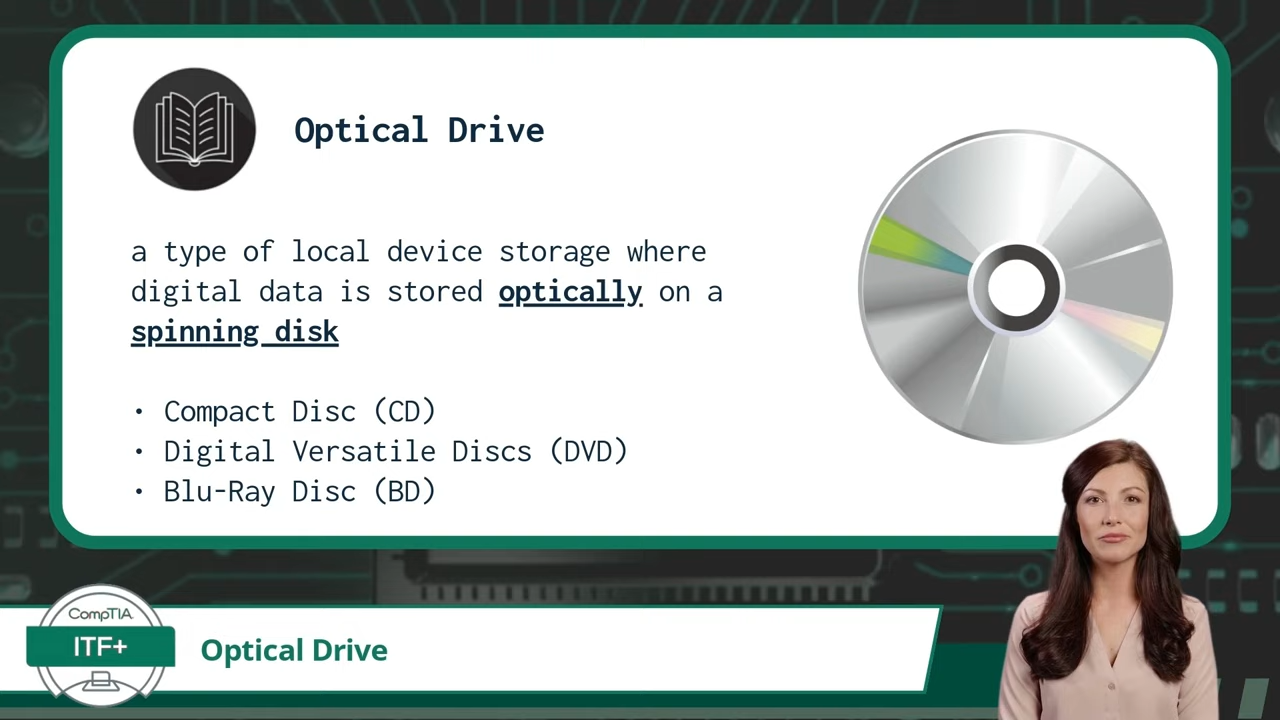 Optical Drive
a type of local device storage where
digital data is stored optically on a
spinning disk
• Compact Disc (CD)
• Digital Versatile Discs (DVD)
• Blu-Ray Disc (BD)
CompTIA
ITF+
Optical Drive